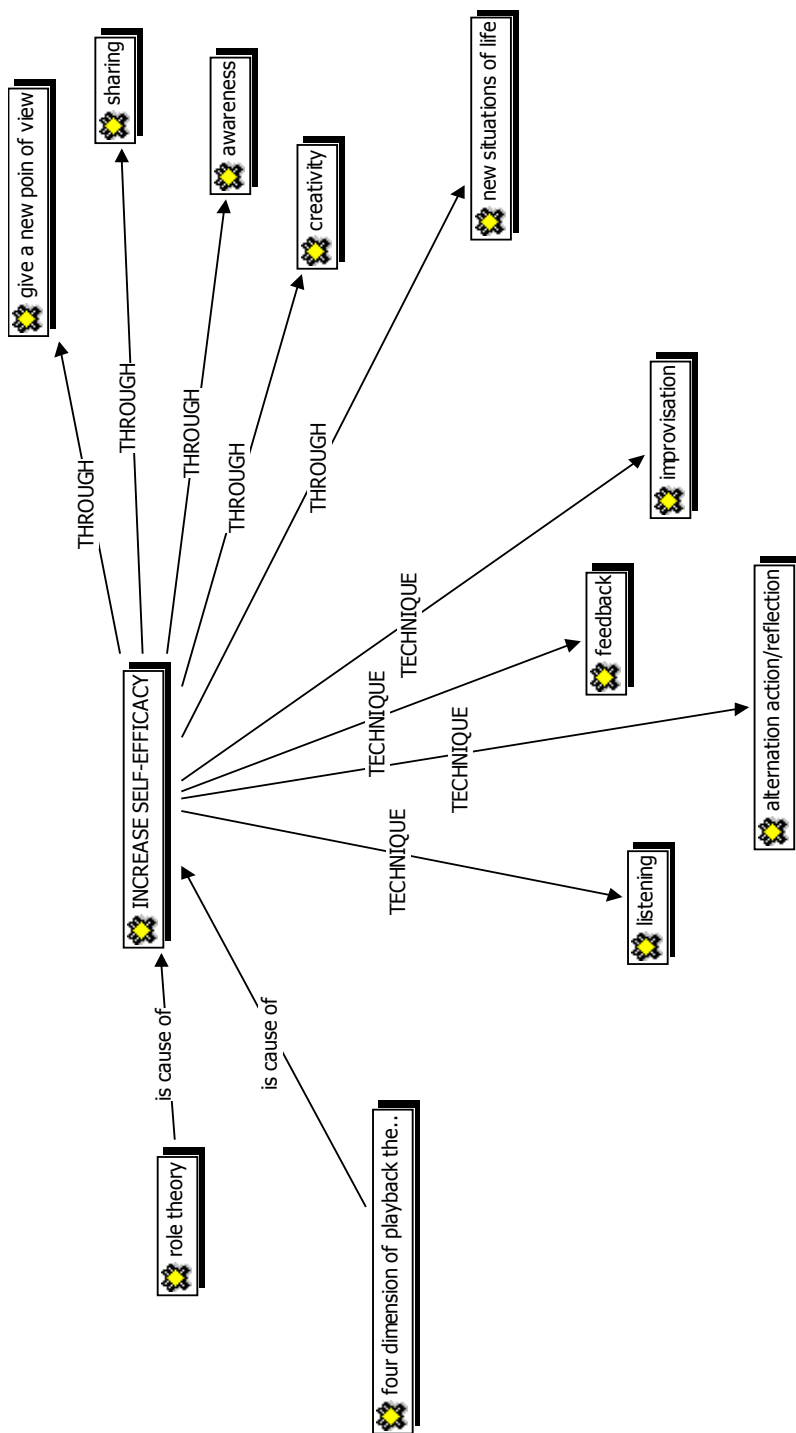 give a new poin of view
sharing
awareness
creativity
new situations of life
THROUGH
THROUGH
THROUGH
THROUGH
THROUGH
INCREASE SELF-EFFICACY
improvisation
feedback
alternation action/reflection
listening
TECHNIQUE
TECHNIQUE
TECHNIQUE
TECHNIQUE
is cause of
is cause of
role theory
four dimension of playback the..